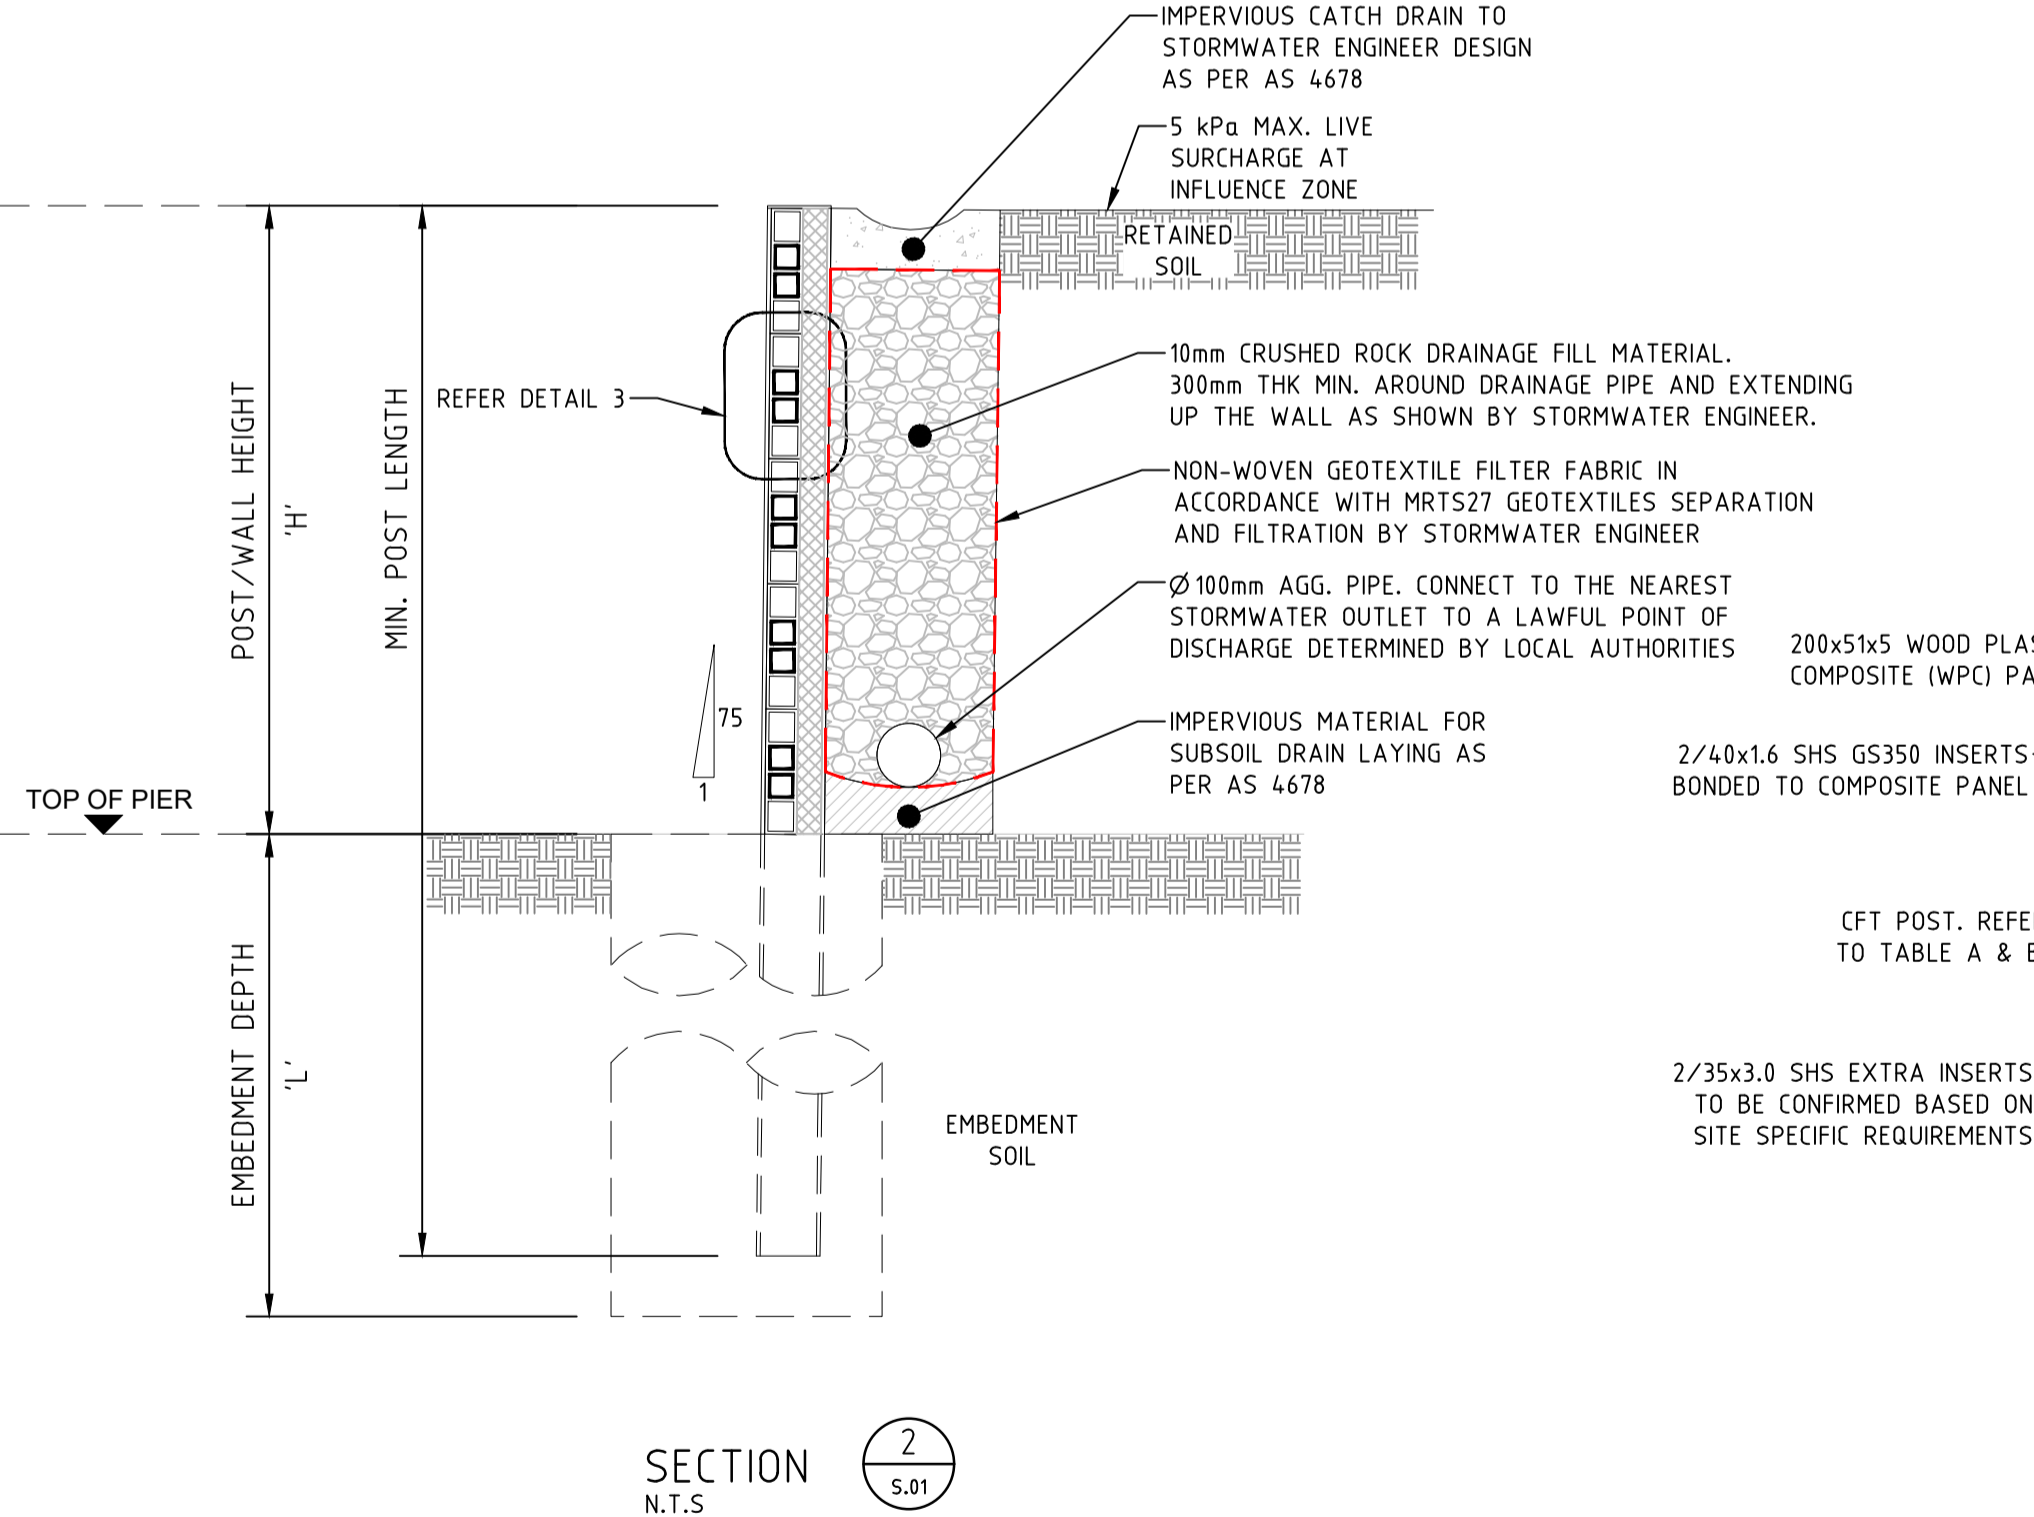 IMPERVIOUS CATCH DRAIN TO
STORMWATER ENGINEER DESIGN
AS PER AS 4678
5 kPa MAX. LIVE
SURCHARGE AT
INFLUENCE ZONE
RETAINED
SOIL
10mm CRUSHED ROCK DRAINAGE FILL MATERIAL.
300mm THK MIN. AROUND DRAINAGE PIPE AND EXTENDING
UP THE WALL AS SHOWN BY STORMWATER ENGINEER.
REFER DETAIL 3
POST/WALL HEIGHT
'H'
MIN. POST LENGTH
NON-WOVEN GEOTEXTILE FILTER FABRIC IN
ACCORDANCE WITH MRTS27 GEOTEXTILES SEPARATION
AND FILTRATION BY STORMWATER ENGINEER
Ø100mm AGG. PIPE. CONNECT TO THE NEAREST
STORMWATER OUTLET TO A LAWFUL POINT OF
DISCHARGE DETERMINED BY LOCAL AUTHORITIES
200x51x5 WOOD PLAS
COMPOSITE (WPC) PA
75
1
IMPERVIOUS MATERIAL FOR
SUBSOIL DRAIN LAYING AS
PER AS 4678
2/40x1.6 SHS GS350 INSERTS
BONDED TO COMPOSITE PANEL
TOP OF PIER
CFT POST. REFE
TO TABLE A &
EMBEDMENT DEPTH
'L'
2/35x3.0 SHS EXTRA INSERTS
TO BE CONFIRMED BASED ON
SITE SPECIFIC REQUIREMENTS
EMBEDMENT
SOIL
SECTION
N.T.S
2
S.01